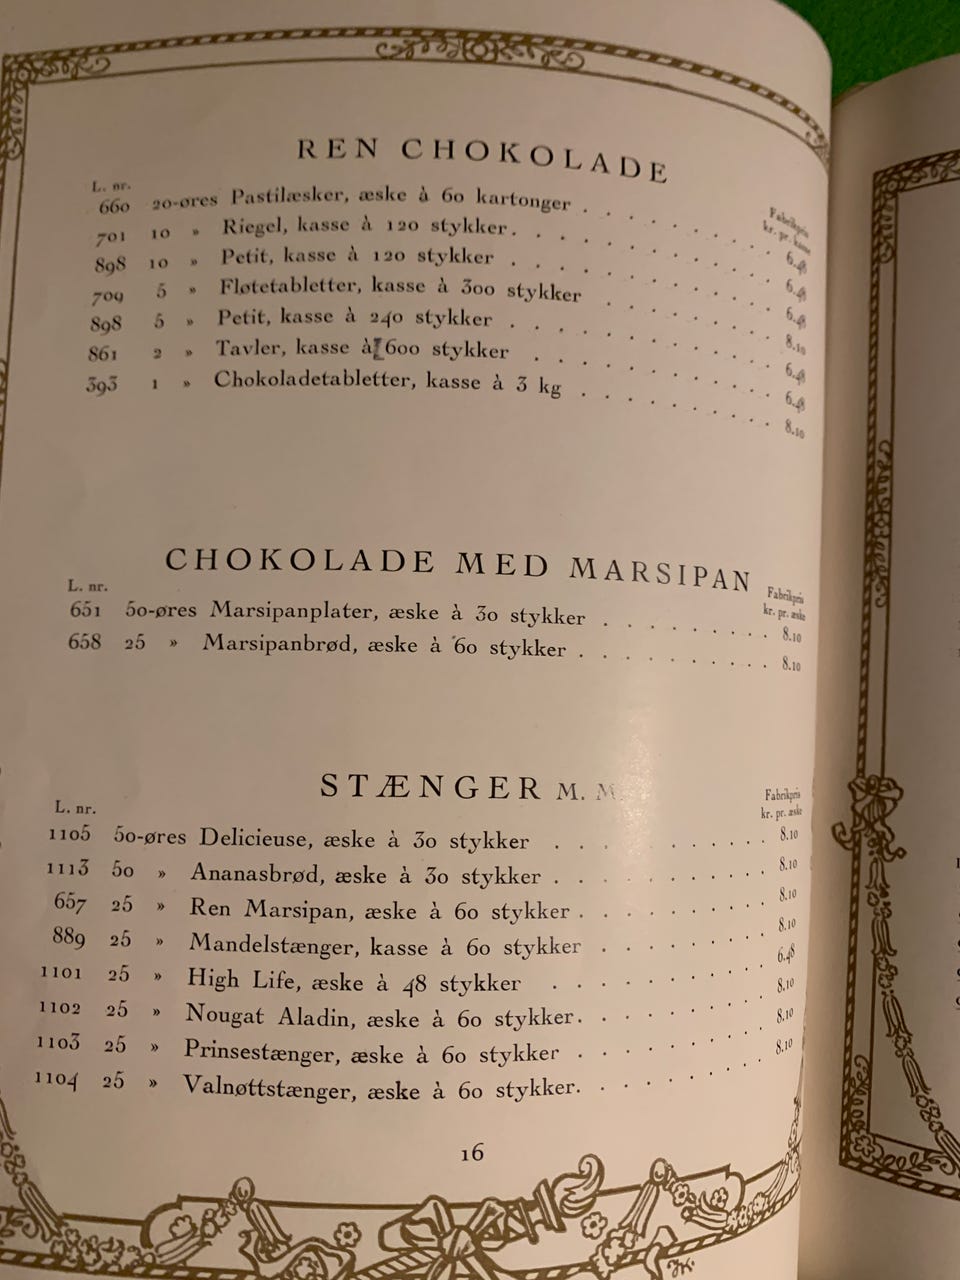 REN CHOKOLADE
L. nr. Fabrikpris kr. pr. kasse
660 20-øres Pastilæsker, æske à 60 kartonger . . . . . . . . 6.48
701 10 » Riegel, kasse à 120 stykker. . . . . . . . . . . 6.48
898 10 » Petit, kasse à 120 stykker . . . . . . . . . . . 6.48
709 5 » Fløtetabletter, kasse à 300 stykker . . . . . . . . 8.10
898 5 » Petit, kasse à 240 stykker . . . . . . . . . . . 6.48
861 2 » Tavler, kasse à 600 stykker . . . . . . . . . . 6.48
393 1 » Chokoladetabletter, kasse à 3 kg . . . . . . . . . 8.10
CHOKOLADE MED MARSIPAN
L. nr. Fabrikpris kr. pr. æske
651 50-øres Marsipanplater, æske à 30 stykker . . . . . . . . 8.10
658 25 » Marsipanbrød, æske à 60 stykker . . . . . . . . . 8.10
STÆNGER M. M.
L. nr. Fabrikpris kr. pr. æske
1105 50-øres Delicieuse, æske à 30 stykker . . . . . . . . . 8.10
1113 50 » Ananasbrød, æske à 30 stykker . . . . . . . . . . 8.10
657 25 » Ren Marsipan, æske à 60 stykker . . . . . . . . . 8.10
889 25 » Mandelstænger, kasse à 60 stykker . . . . . . . . 8.10
1101 25 » High Life, æske à 48 stykker . . . . . . . . . . 6.48
1102 25 » Nougat Aladin, æske à 60 stykker. . . . . . . . . 8.10
1103 25 » Prinsestænger, æske à 60 stykker . . . . . . . . . 8.10
1104 25 » Valnøttstænger, æske à 60 stykker. . . . . . . . . 8.10
16